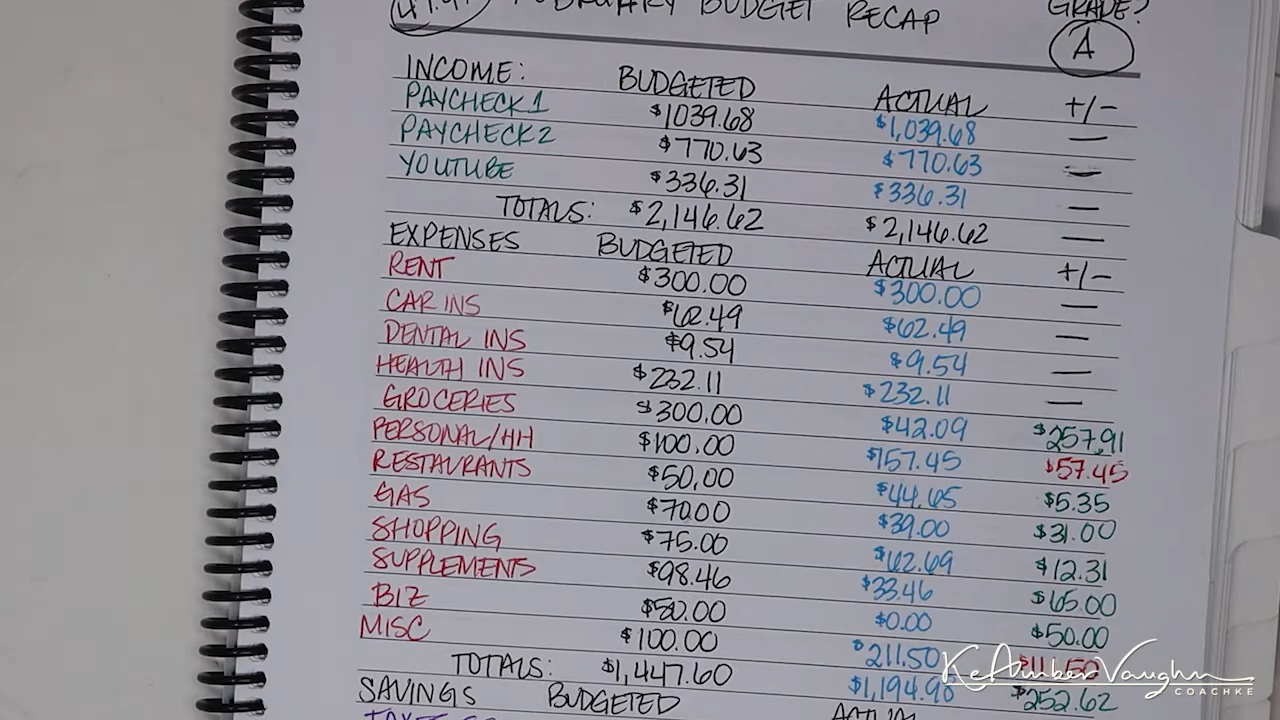 FEBRUARY BUDGET RECAP GRADE?
A
INCOME: BUDGETED ACTUAL +/-
PAYCHECK 1 $1039.68 $1,039.68 —
PAYCHECK 2 $770.63 $770.63 —
YOUTUBE $336.31 $336.31 —
TOTALS: $2,146.62 $2,146.62 —
EXPENSES BUDGETED ACTUAL +/-
RENT $300.00 $300.00 —
CAR INS $62.49 $62.49 —
DENTAL INS $9.54 $9.54 —
HEALTH INS $232.11 $232.11 —
GROCERIES $300.00 $42.09 $257.91
PERSONAL/HH $100.00 $157.45 $57.45
RESTAURANTS $50.00 $44.65 $5.35
GAS $70.00 $39.00 $31.00
SHOPPING $75.00 $62.69 $12.31
SUPPLEMENTS $98.46 $33.46 $65.00
BIZ $50.00 $0.00 $50.00
MISC $100.00 $211.50 $111.50
TOTALS: $1,447.60 $1,194.98 $252.62
SAVINGS BUDGETED ACTUAL
KeAmber Vaughn
COACHKE